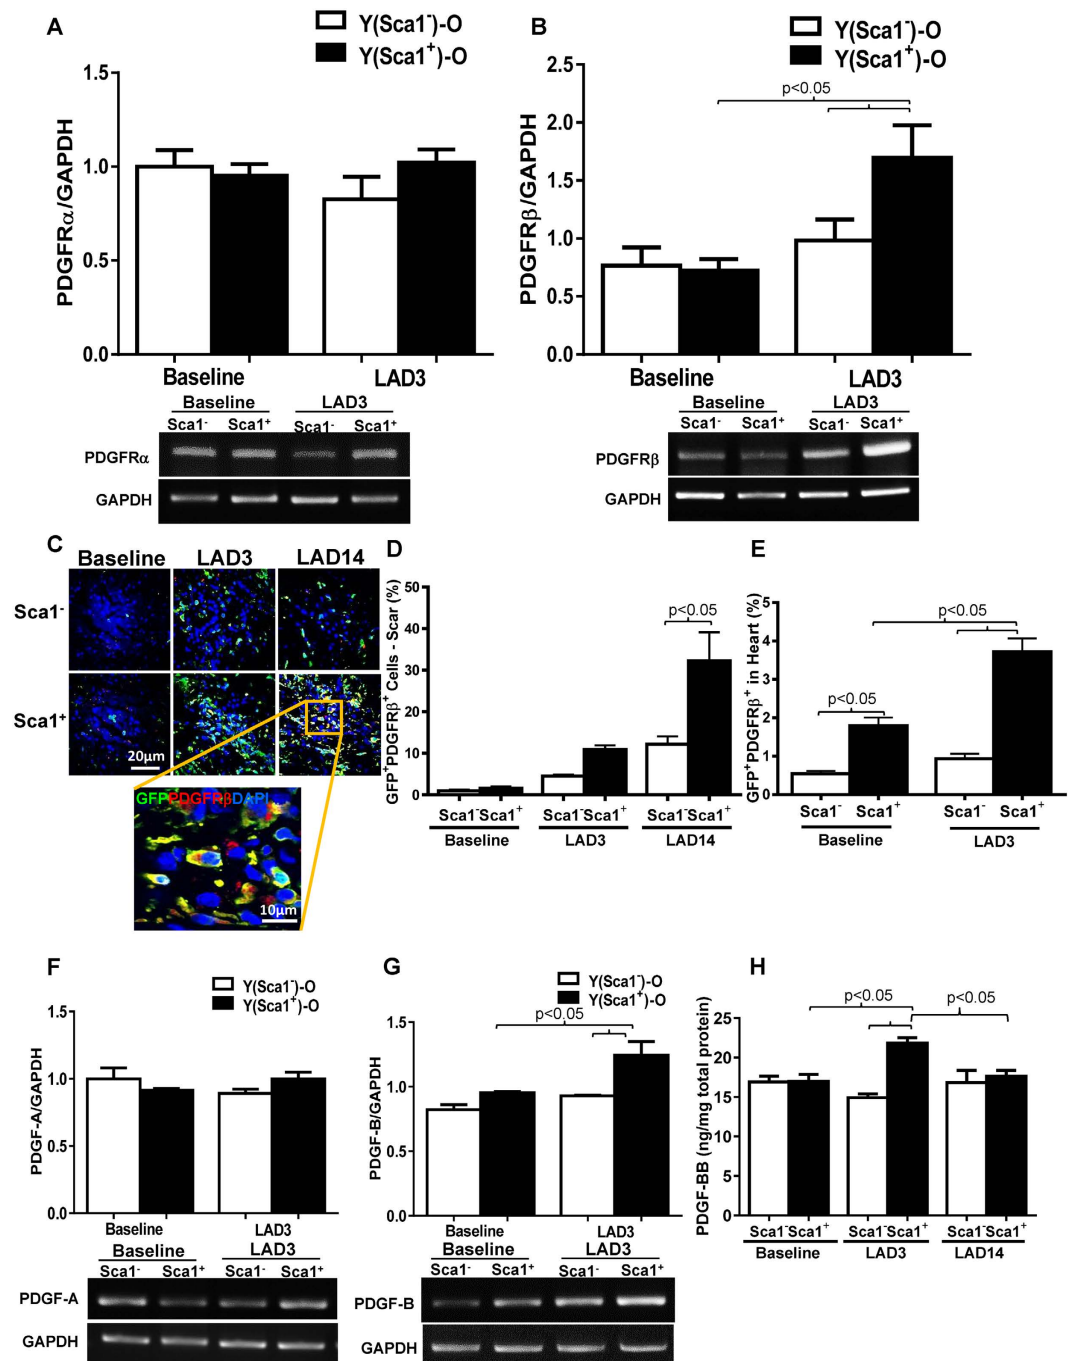 A
Y(Sca1⁻)-O
Y(Sca1⁺)-O
PDGFRα/GAPDH
1.5
1.0
0.5
0.0
Baseline LAD3
Baseline LAD3
Sca1⁻ Sca1⁺ Sca1⁻ Sca1⁺
PDGFRα
GAPDH
B
Y(Sca1⁻)-O
Y(Sca1⁺)-O
PDGFRβ/GAPDH
2.5
2.0
1.5
1.0
0.5
0.0
p<0.05
Baseline LAD3
Baseline LAD3
Sca1⁻ Sca1⁺ Sca1⁻ Sca1⁺
PDGFRβ
GAPDH
C
Baseline LAD3 LAD14
Sca1⁻
Sca1⁺
20µm
GFPPDGFRβDAPI
10µm
D
GFP⁺PDGFRβ⁺ Cells - Scar (%)
50
40
30
20
10
0
p<0.05
Sca1⁻Sca1⁺ Sca1⁻Sca1⁺ Sca1⁻Sca1⁺
Baseline LAD3 LAD14
E
GFP⁺PDGFRβ⁺ in Heart (%)
5
4
3
2
1
0
p<0.05
p<0.05
Sca1⁻ Sca1⁺ Sca1⁻ Sca1⁺
Baseline LAD3
F
Y(Sca1⁻)-O
Y(Sca1⁺)-O
PDGF-A/GAPDH
1.5
1.0
0.5
0.0
Baseline LAD3
Baseline LAD3
Sca1⁻ Sca1⁺ Sca1⁻ Sca1⁺
PDGF-A
GAPDH
G
Y(Sca1⁻)-O
Y(Sca1⁺)-O
PDGF-B/GAPDH
1.5
1.0
0.5
0.0
p<0.05
Baseline LAD3
Baseline LAD3
Sca1⁻ Sca1⁺ Sca1⁻ Sca1⁺
PDGF-B
GAPDH
H
PDGF-BB (ng/mg total protein)
25
20
15
10
5
0
p<0.05
p<0.05
Sca1⁻Sca1⁺ Sca1⁻Sca1⁺ Sca1⁻Sca1⁺
Baseline LAD3 LAD14